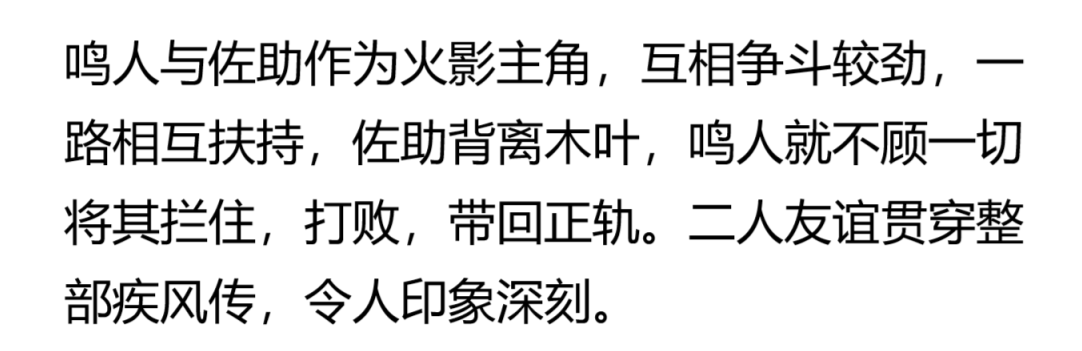 鸣人与佐助作为火影主角，互相争斗较劲，一
路相互扶持，佐助背离木叶，鸣人就不顾一切
将其拦住，打败，带回正轨。二人友谊贯穿整
部疾风传，令人印象深刻。